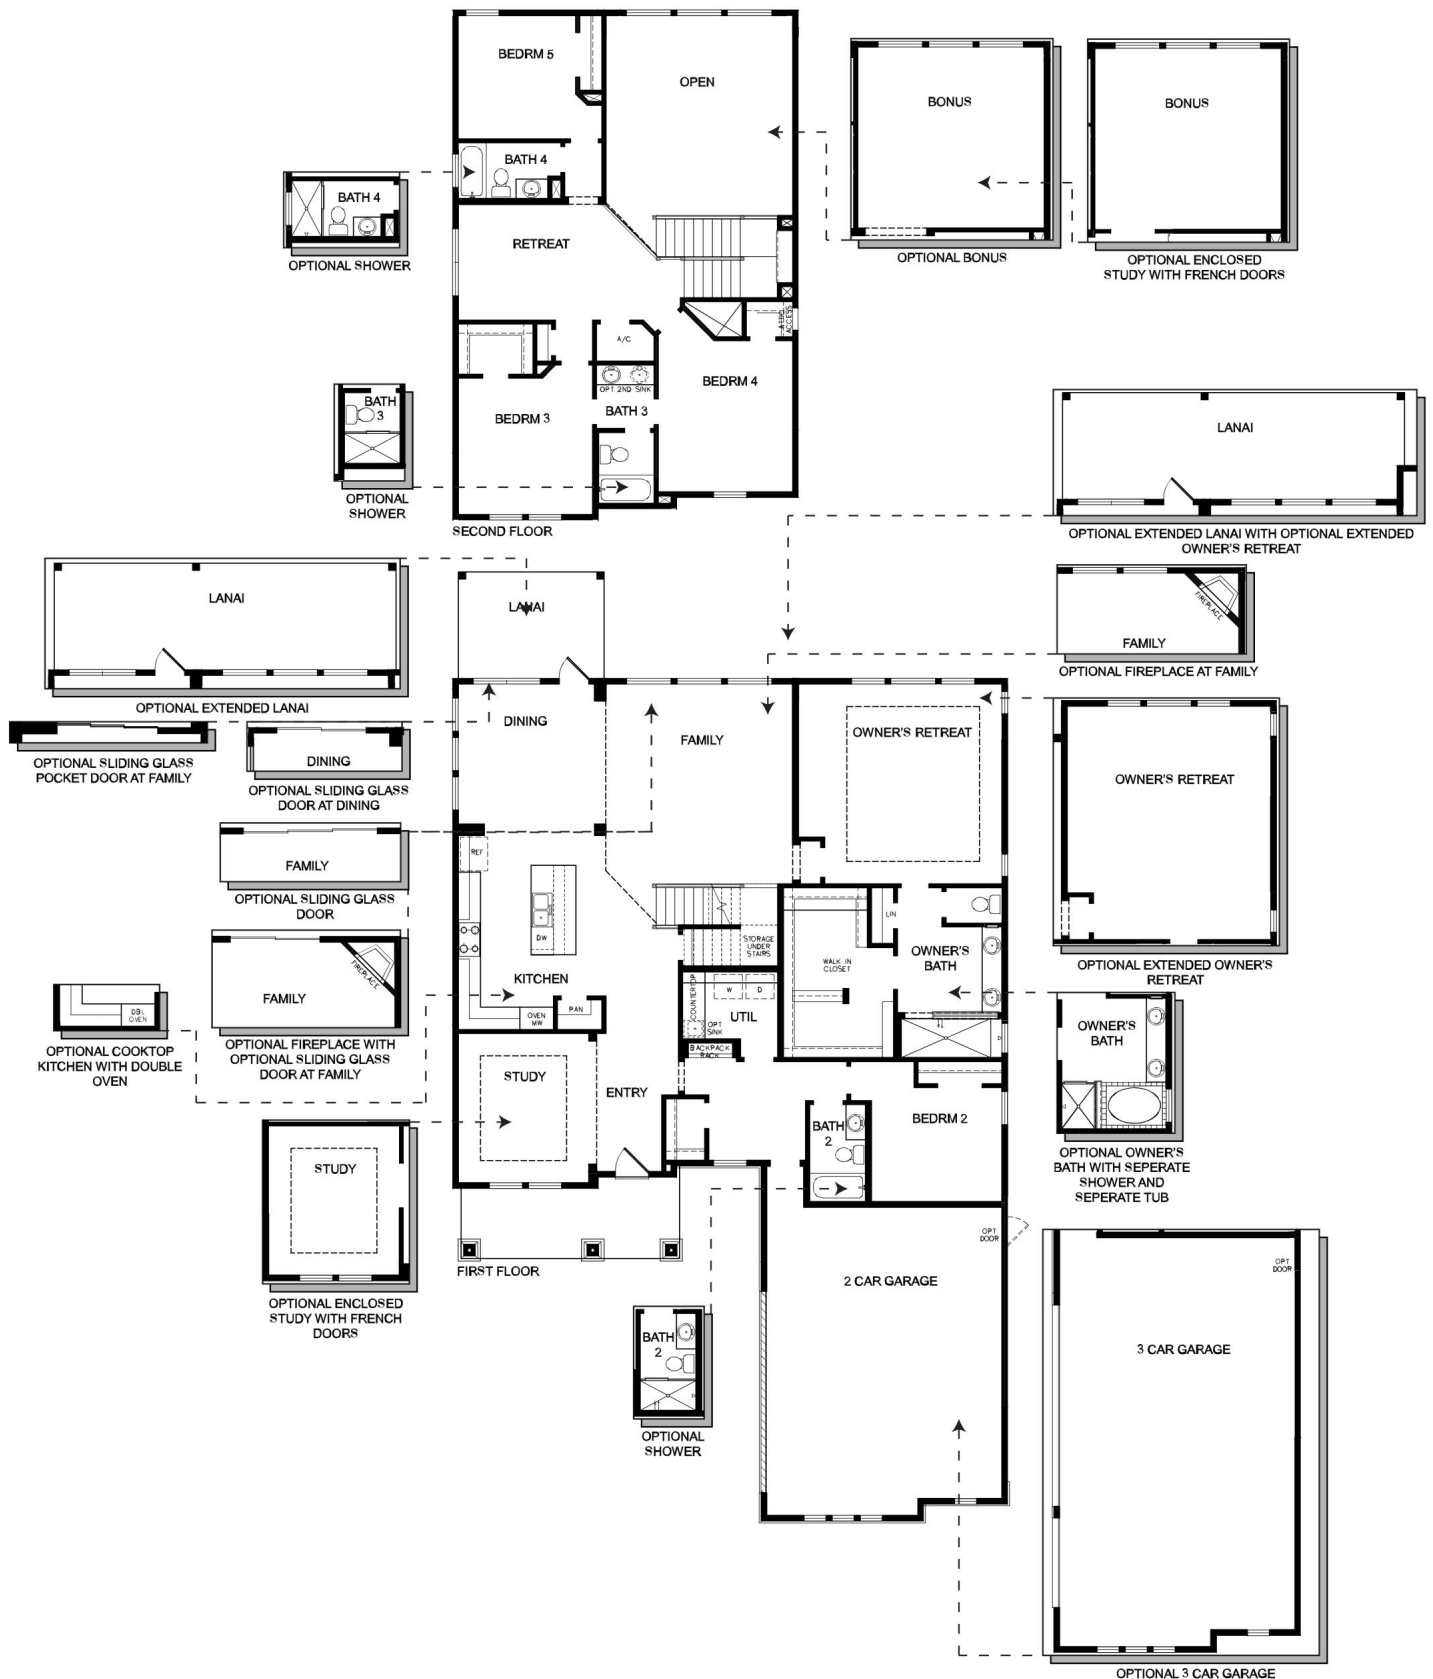 BEDRM 5
OPEN
BONUS
BONUS
BATH 4
BATH 4
OPTIONAL SHOWER
RETREAT
OPTIONAL BONUS
OPTIONAL ENCLOSED
STUDY WITH FRENCH DOORS
ATTIC
ACCESS
A/C
OPT 2ND SINK
BEDRM 4
BATH
3
BEDRM 3
BATH 3
OPTIONAL
SHOWER
SECOND FLOOR
LANAI
OPTIONAL EXTENDED LANAI WITH OPTIONAL EXTENDED
OWNER'S RETREAT
LANAI
OPTIONAL EXTENDED LANAI
LANAI
FIREPLACE
FAMILY
OPTIONAL FIREPLACE AT FAMILY
OPTIONAL SLIDING GLASS
POCKET DOOR AT FAMILY
DINING
OPTIONAL SLIDING GLASS
DOOR AT DINING
DINING
FAMILY
OWNER'S RETREAT
OWNER'S RETREAT
OPTIONAL EXTENDED OWNER'S
RETREAT
FAMILY
OPTIONAL SLIDING GLASS
DOOR
REF
DW
KITCHEN
OVEN
MW
PAN
STORAGE
UNDER
STAIRS
LIN
WALK IN
CLOSET
OWNER'S
BATH
COUNTERTOP
W
D
UTIL
OPT
SINK
BACKPACK
RACK
FAMILY
FIREPLACE
OPTIONAL FIREPLACE WITH
OPTIONAL SLIDING GLASS
DOOR AT FAMILY
DBL
OVEN
OPTIONAL COOKTOP
KITCHEN WITH DOUBLE
OVEN
OWNER'S
BATH
OPTIONAL OWNER'S
BATH WITH SEPERATE
SHOWER AND
SEPERATE TUB
STUDY
ENTRY
BATH
2
BEDRM 2
STUDY
OPTIONAL ENCLOSED
STUDY WITH FRENCH
DOORS
FIRST FLOOR
OPT
DOOR
2 CAR GARAGE
BATH
2
OPTIONAL
SHOWER
OPT
DOOR
3 CAR GARAGE
OPTIONAL 3 CAR GARAGE